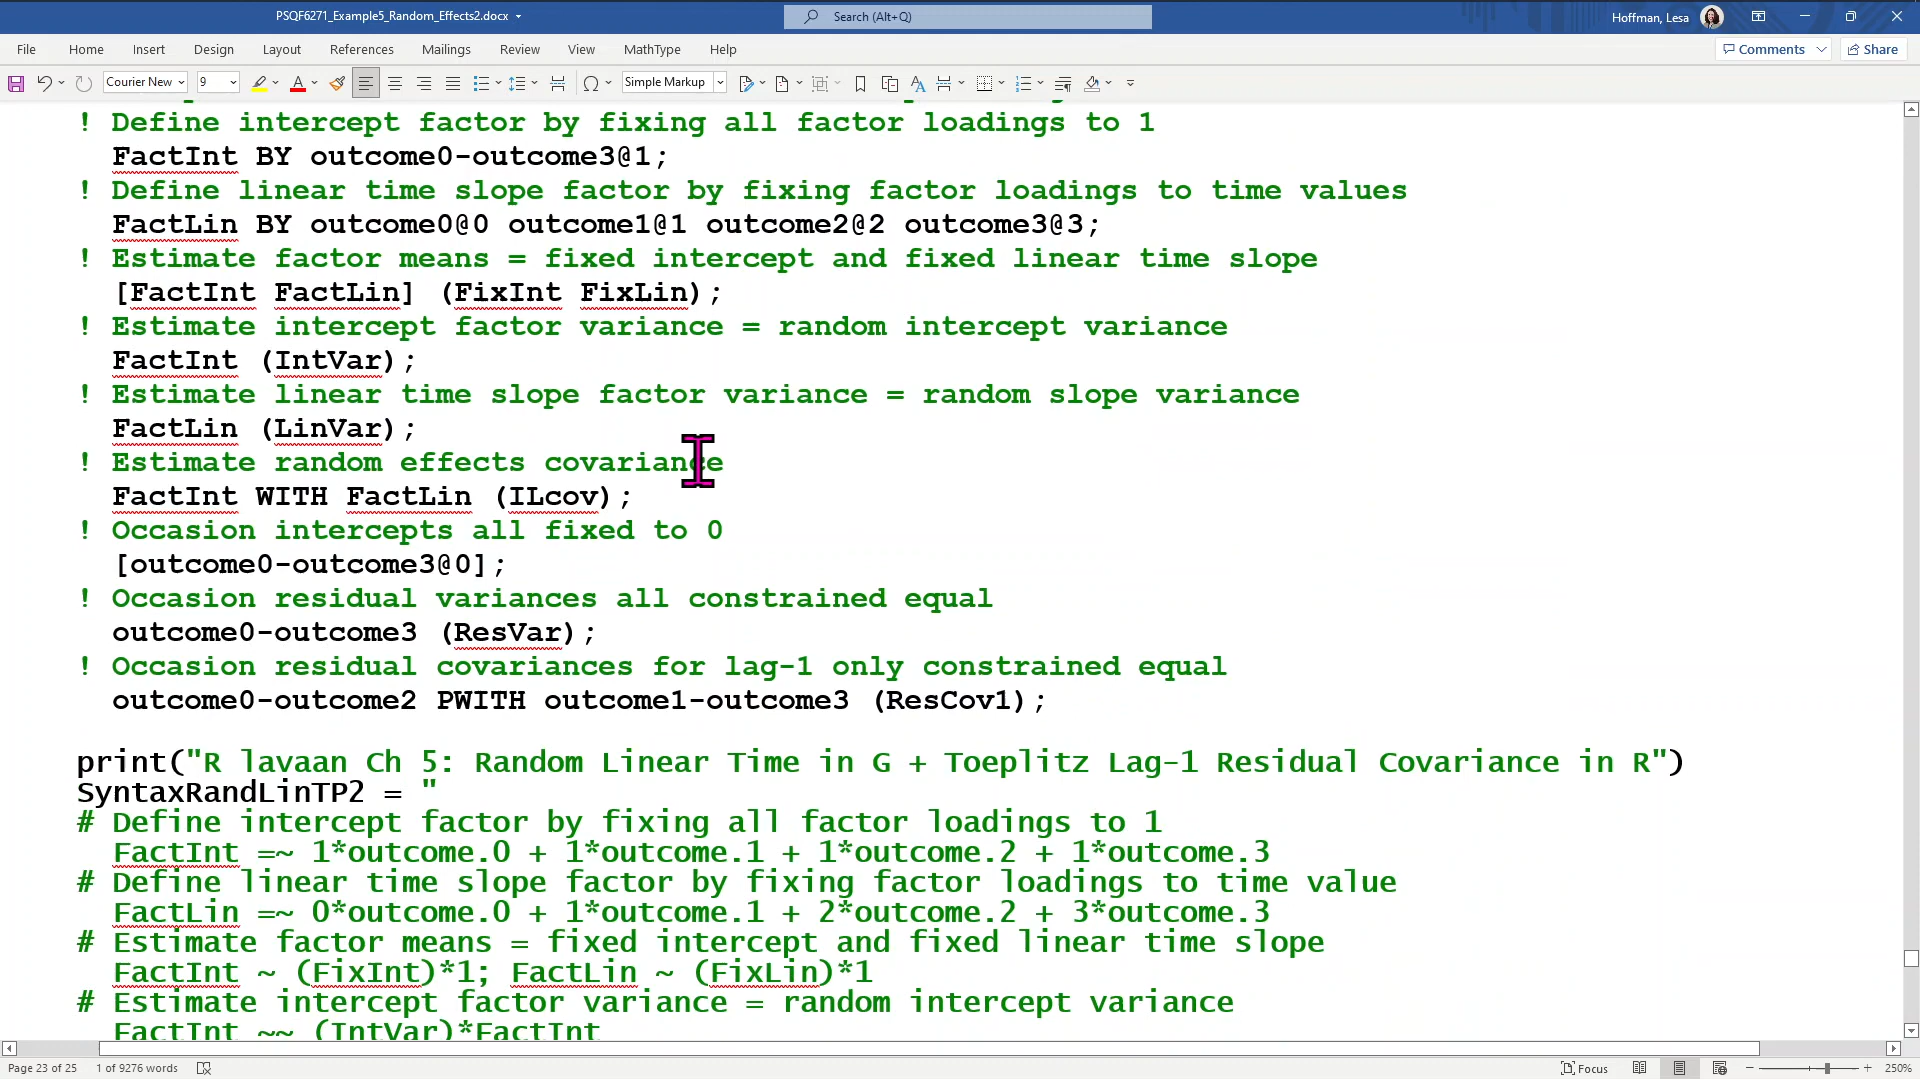 PSQF6271_Example5_Random_Effects2.docx
Search (Alt+Q)
Hoffman, Lesa
File Home Insert Design Layout References Mailings Review View MathType Help
Comments Share
Courier New 9 Simple Markup
! Define intercept factor by fixing all factor loadings to 1
FactInt BY outcome0-outcome3@1;
! Define linear time slope factor by fixing factor loadings to time values
FactLin BY outcome0@0 outcome1@1 outcome2@2 outcome3@3;
! Estimate factor means = fixed intercept and fixed linear time slope
[FactInt FactLin] (FixInt FixLin);
! Estimate intercept factor variance = random intercept variance
FactInt (IntVar);
! Estimate linear time slope factor variance = random slope variance
FactLin (LinVar);
! Estimate random effects covariance
FactInt WITH FactLin (ILcov);
! Occasion intercepts all fixed to 0
[outcome0-outcome3@0];
! Occasion residual variances all constrained equal
outcome0-outcome3 (ResVar);
! Occasion residual covariances for lag-1 only constrained equal
outcome0-outcome2 PWITH outcome1-outcome3 (ResCov1);
print("R lavaan Ch 5: Random Linear Time in G + Toeplitz Lag-1 Residual Covariance in R")
SyntaxRandLinTP2 = "
# Define intercept factor by fixing all factor loadings to 1
FactInt =~ 1*outcome.0 + 1*outcome.1 + 1*outcome.2 + 1*outcome.3
# Define linear time slope factor by fixing factor loadings to time value
FactLin =~ 0*outcome.0 + 1*outcome.1 + 2*outcome.2 + 3*outcome.3
# Estimate factor means = fixed intercept and fixed linear time slope
FactInt ~ (FixInt)*1; FactLin ~ (FixLin)*1
# Estimate intercept factor variance = random intercept variance
FactInt ~~ (IntVar)*FactInt
Page 23 of 25 1 of 9276 words Focus 250%